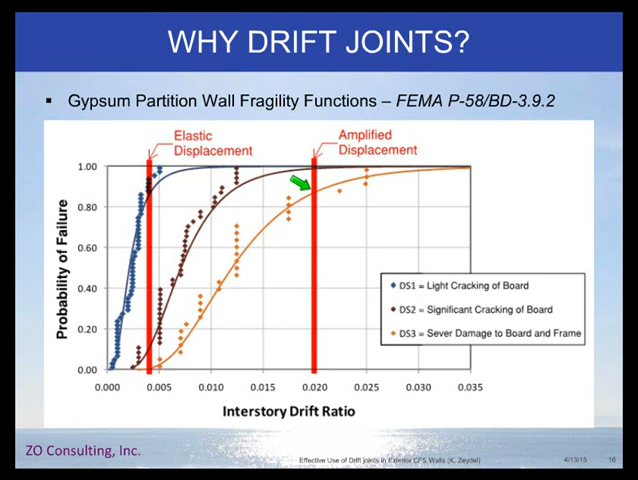 WHY DRIFT JOINTS?
▪ Gypsum Partition Wall Fragility Functions – FEMA P-58/BD-3.9.2
Elastic
Displacement
Amplified
Displacement
1.00
0.80
0.60
0.40
0.20
0.00
Probability of Failure
DS1 = Light Cracking of Board
DS2 = Significant Cracking of Board
DS3 = Sever Damage to Board and Frame
0.000 0.005 0.010 0.015 0.020 0.025 0.030 0.035
Interstory Drift Ratio
ZO Consulting, Inc.
Effective Use of Drift joints in Exterior CFS Walls (K. Zeydel)
4/13/15
16